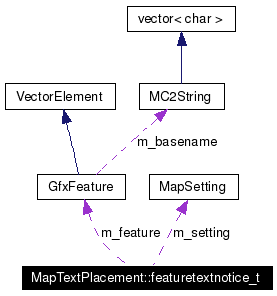 vector< char >
VectorElement
MC2String
m_basename
GfxFeature
MapSetting
m_feature
m_setting
MapTextPlacement::featuretextnotice_t